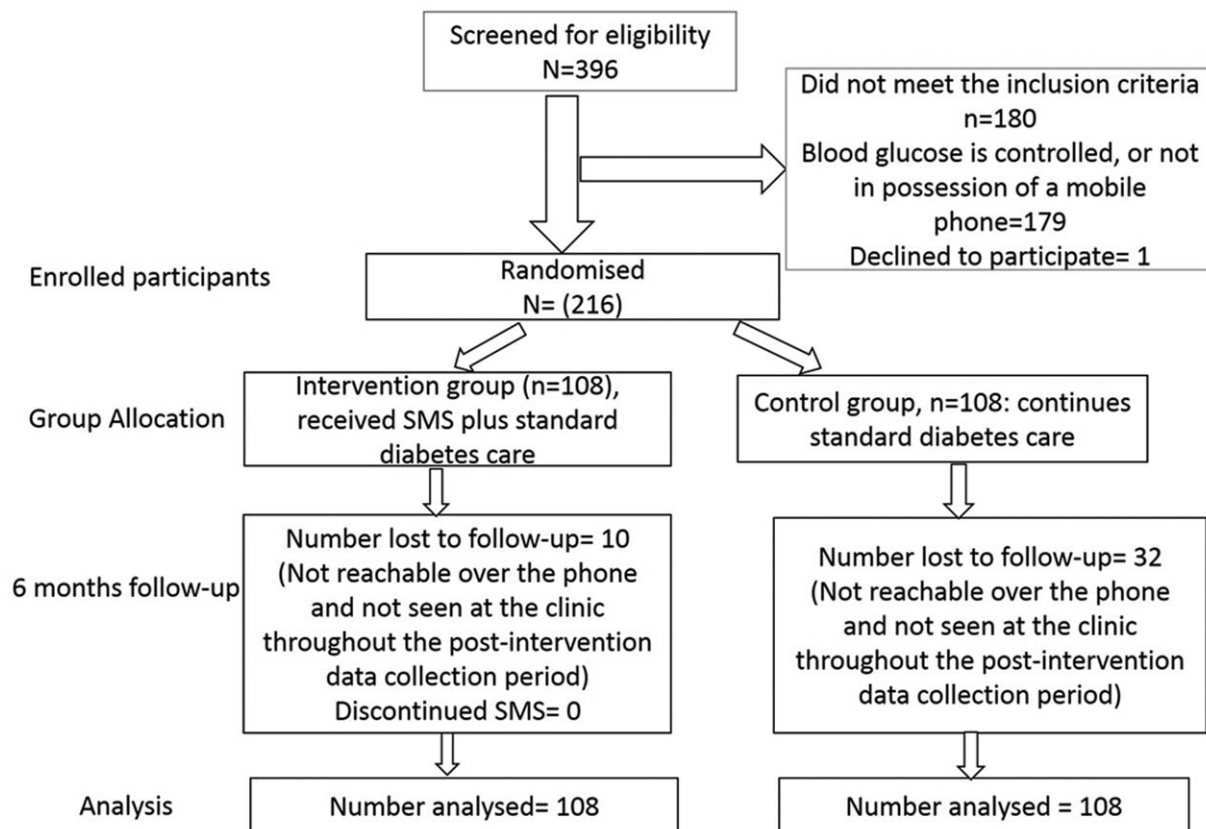 Screened for eligibility
N=396
Did not meet the inclusion criteria
n=180
Blood glucose is controlled, or not
in possession of a mobile
phone=179
Declined to participate= 1
Enrolled participants
Randomised
N= (216)
Group Allocation
Intervention group (n=108),
received SMS plus standard
diabetes care
Control group, n=108: continues
standard diabetes care
6 months follow-up
Number lost to follow-up= 10
(Not reachable over the phone
and not seen at the clinic
throughout the post-intervention
data collection period)
Discontinued SMS= 0
Number lost to follow-up= 32
(Not reachable over the phone
and not seen at the clinic
throughout the post-intervention
data collection period)
Analysis
Number analysed= 108
Number analysed = 108